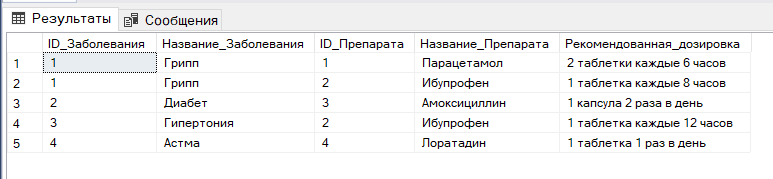 Результаты Сообщения
ID_Заболевания Название_Заболевания ID_Препарата Название_Препарата Рекомендованная_дозировка
1 1 Грипп 1 Парацетамол 2 таблетки каждые 6 часов
2 1 Грипп 2 Ибупрофен 1 таблетка каждые 8 часов
3 2 Диабет 3 Амоксициллин 1 капсула 2 раза в день
4 3 Гипертония 2 Ибупрофен 1 таблетка каждые 12 часов
5 4 Астма 4 Лоратадин 1 таблетка 1 раз в день